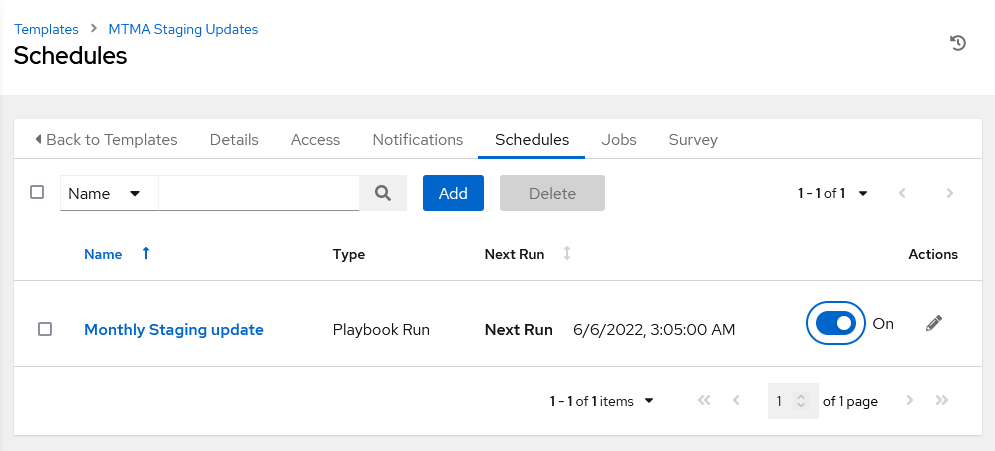 Templates > MTMA Staging Updates
Schedules
Back to Templates Details Access Notifications Schedules Jobs Survey
Name Add Delete 1 - 1 of 1
Name Type Next Run Actions
Monthly Staging update Playbook Run Next Run 6/6/2022, 3:05:00 AM On
1 - 1 of 1 items 1 of 1 page